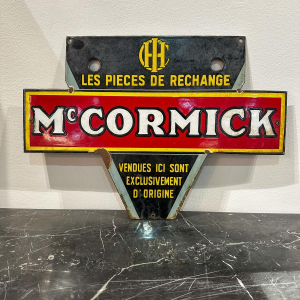 IHC
LES PIECES DE RECHANGE
McCORMICK
VENDUES ICI SONT
EXCLUSIVEMENT
D'ORIGINE